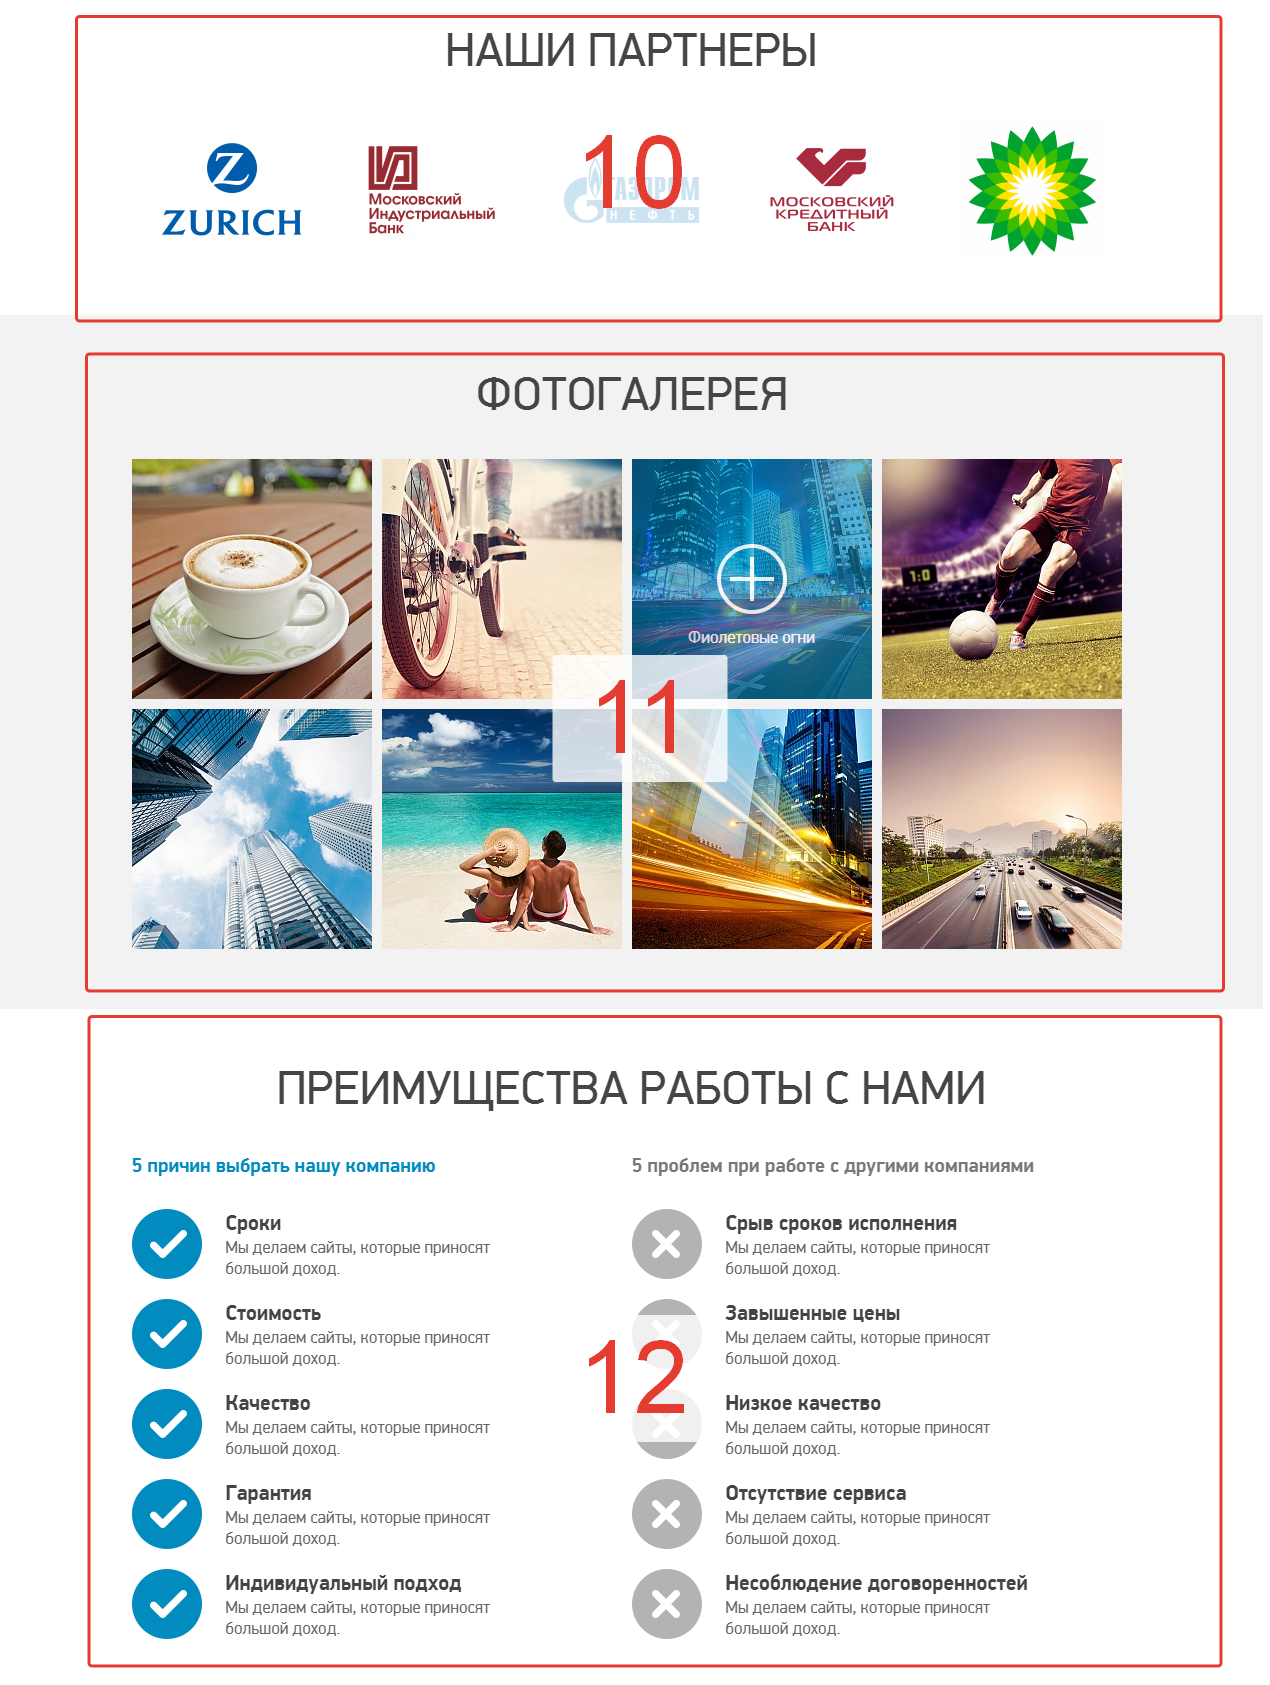 НАШИ ПАРТНЕРЫ
10
Z
ZURICH
Московский
Индустриальный
Банк
ГАЗПРОМ
НЕФТЬ
МОСКОВСКИЙ
КРЕДИТНЫЙ
БАНК
ФОТОГАЛЕРЕЯ
1:0
Фиолетовые огни
11
ПРЕИМУЩЕСТВА РАБОТЫ С НАМИ
5 причин выбрать нашу компанию
Сроки
Мы делаем сайты, которые приносят
большой доход.
Стоимость
Мы делаем сайты, которые приносят
большой доход.
Качество
Мы делаем сайты, которые приносят
большой доход.
Гарантия
Мы делаем сайты, которые приносят
большой доход.
Индивидуальный подход
Мы делаем сайты, которые приносят
большой доход.
12
5 проблем при работе с другими компаниями
Срыв сроков исполнения
Мы делаем сайты, которые приносят
большой доход.
Завышенные цены
Мы делаем сайты, которые приносят
большой доход.
Низкое качество
Мы делаем сайты, которые приносят
большой доход.
Отсутствие сервиса
Мы делаем сайты, которые приносят
большой доход.
Несоблюдение договоренностей
Мы делаем сайты, которые приносят
большой доход.